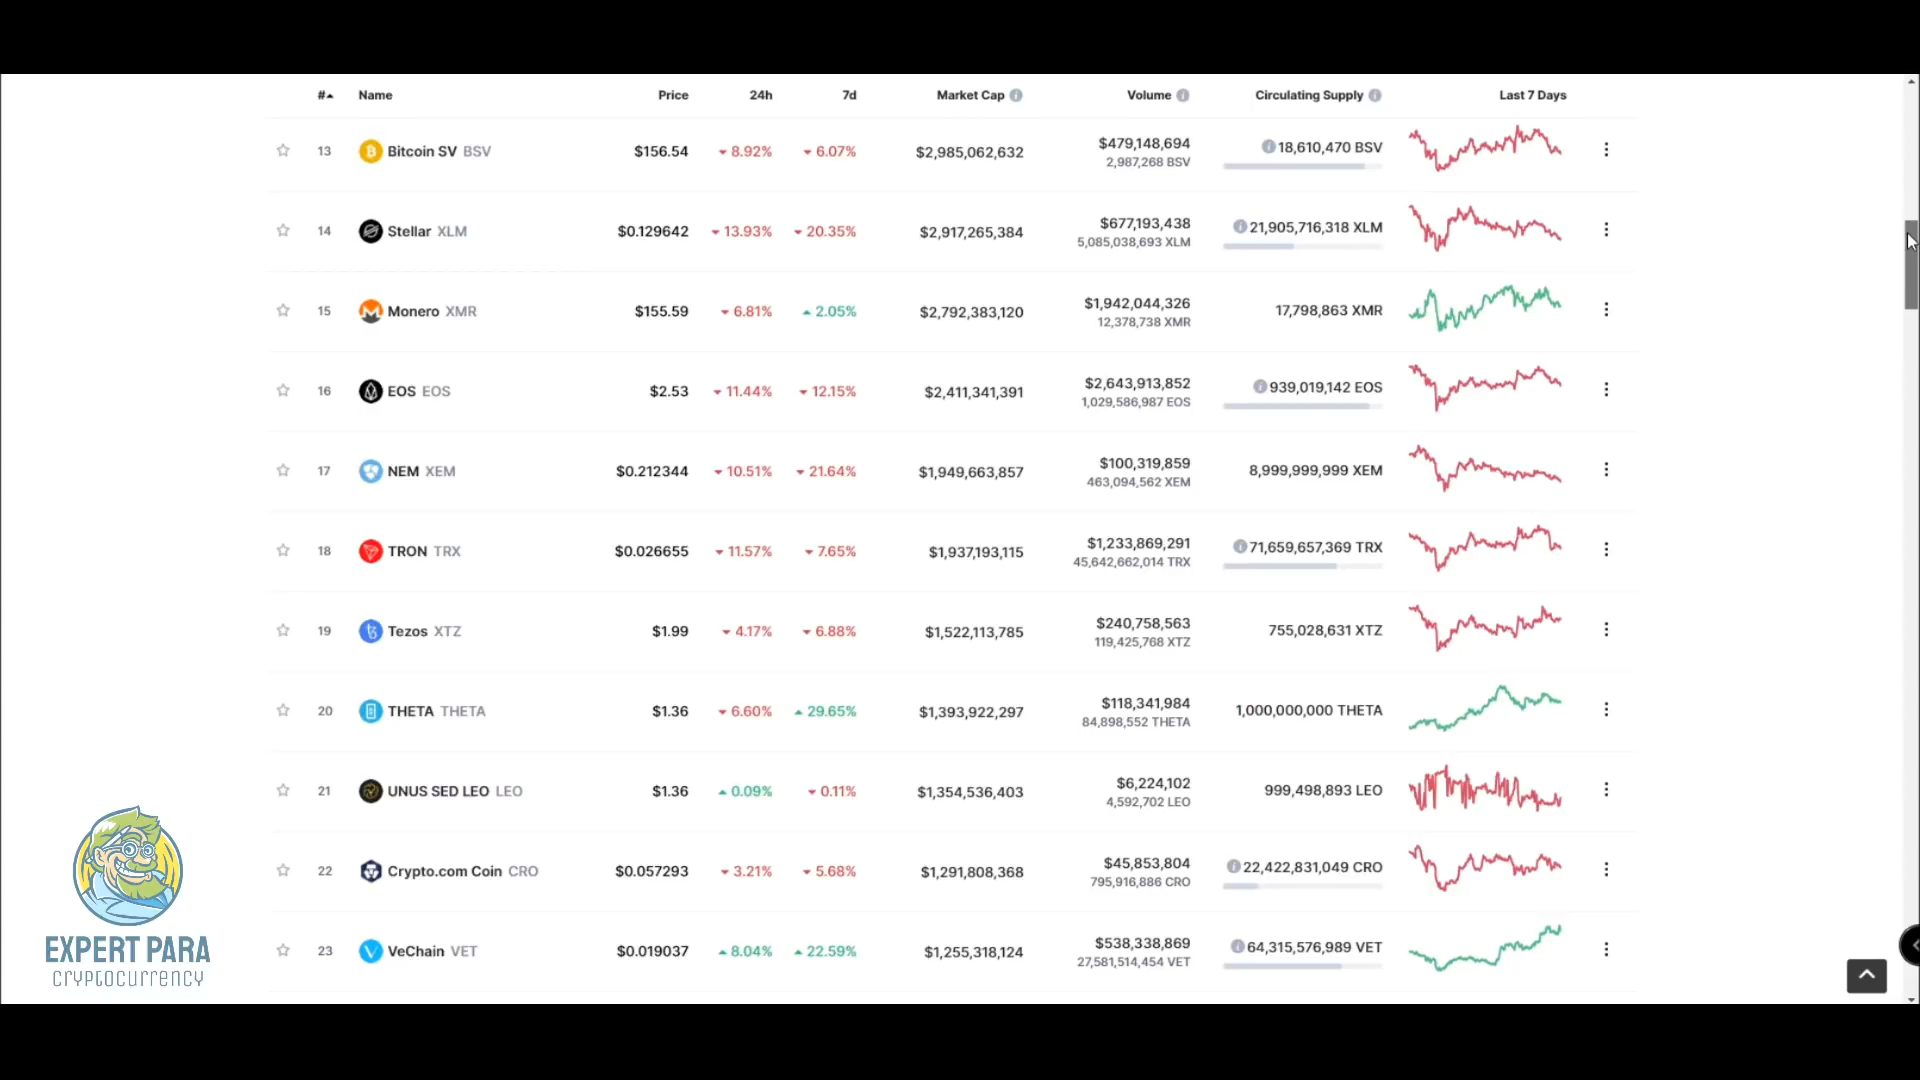 # Name Price 24h 7d Market Cap Volume Circulating Supply Last 7 Days
13 Bitcoin SV BSV $156.54 8.92% 6.07% $2,985,062,632 $479,148,694 18,610,470 BSV
2,987,268 BSV
14 Stellar XLM $0.129642 13.93% 20.35% $2,917,265,384 $677,193,438 21,905,716,318 XLM
5,085,038,693 XLM
15 Monero XMR $155.59 6.81% 2.05% $2,792,383,120 $1,942,044,326 17,798,863 XMR
12,378,738 XMR
16 EOS EOS $2.53 11.44% 12.15% $2,411,341,391 $2,643,913,852 939,019,142 EOS
1,029,586,987 EOS
17 NEM XEM $0.212344 10.51% 21.64% $1,949,663,857 $100,319,859 8,999,999,999 XEM
463,094,562 XEM
18 TRON TRX $0.026655 11.57% 7.65% $1,937,193,115 $1,233,869,291 71,659,657,369 TRX
45,642,662,014 TRX
19 Tezos XTZ $1.99 4.17% 6.88% $1,522,113,785 $240,758,563 755,028,631 XTZ
119,425,768 XTZ
20 THETA THETA $1.36 6.60% 29.65% $1,393,922,297 $118,341,984 1,000,000,000 THETA
84,898,552 THETA
21 UNUS SED LEO LEO $1.36 0.09% 0.11% $1,354,536,403 $6,224,102 999,498,893 LEO
4,592,702 LEO
22 Crypto.com Coin CRO $0.057293 3.21% 5.68% $1,291,808,368 $45,853,804 22,422,831,049 CRO
795,916,886 CRO
23 VeChain VET $0.019037 8.04% 22.59% $1,255,318,124 $538,338,869 64,315,576,989 VET
27,581,514,454 VET
EXPERT PARA
CRYPTOCURRENCY